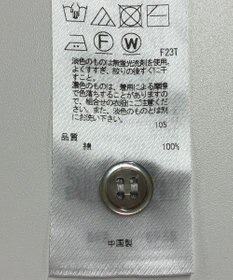 F
W
F23T
淡色のものは無蛍光洗剤を使用。
よくすすぎ、絞りの後すぐに干
すこと。
濃色のものは、着用による摩擦
で色落ちすることがありますの
で、組合せの衣浴にご注意くだ
さい。また、淡色のものとは別
にお洗い下さい。
105
品質
綿 100%
中国製